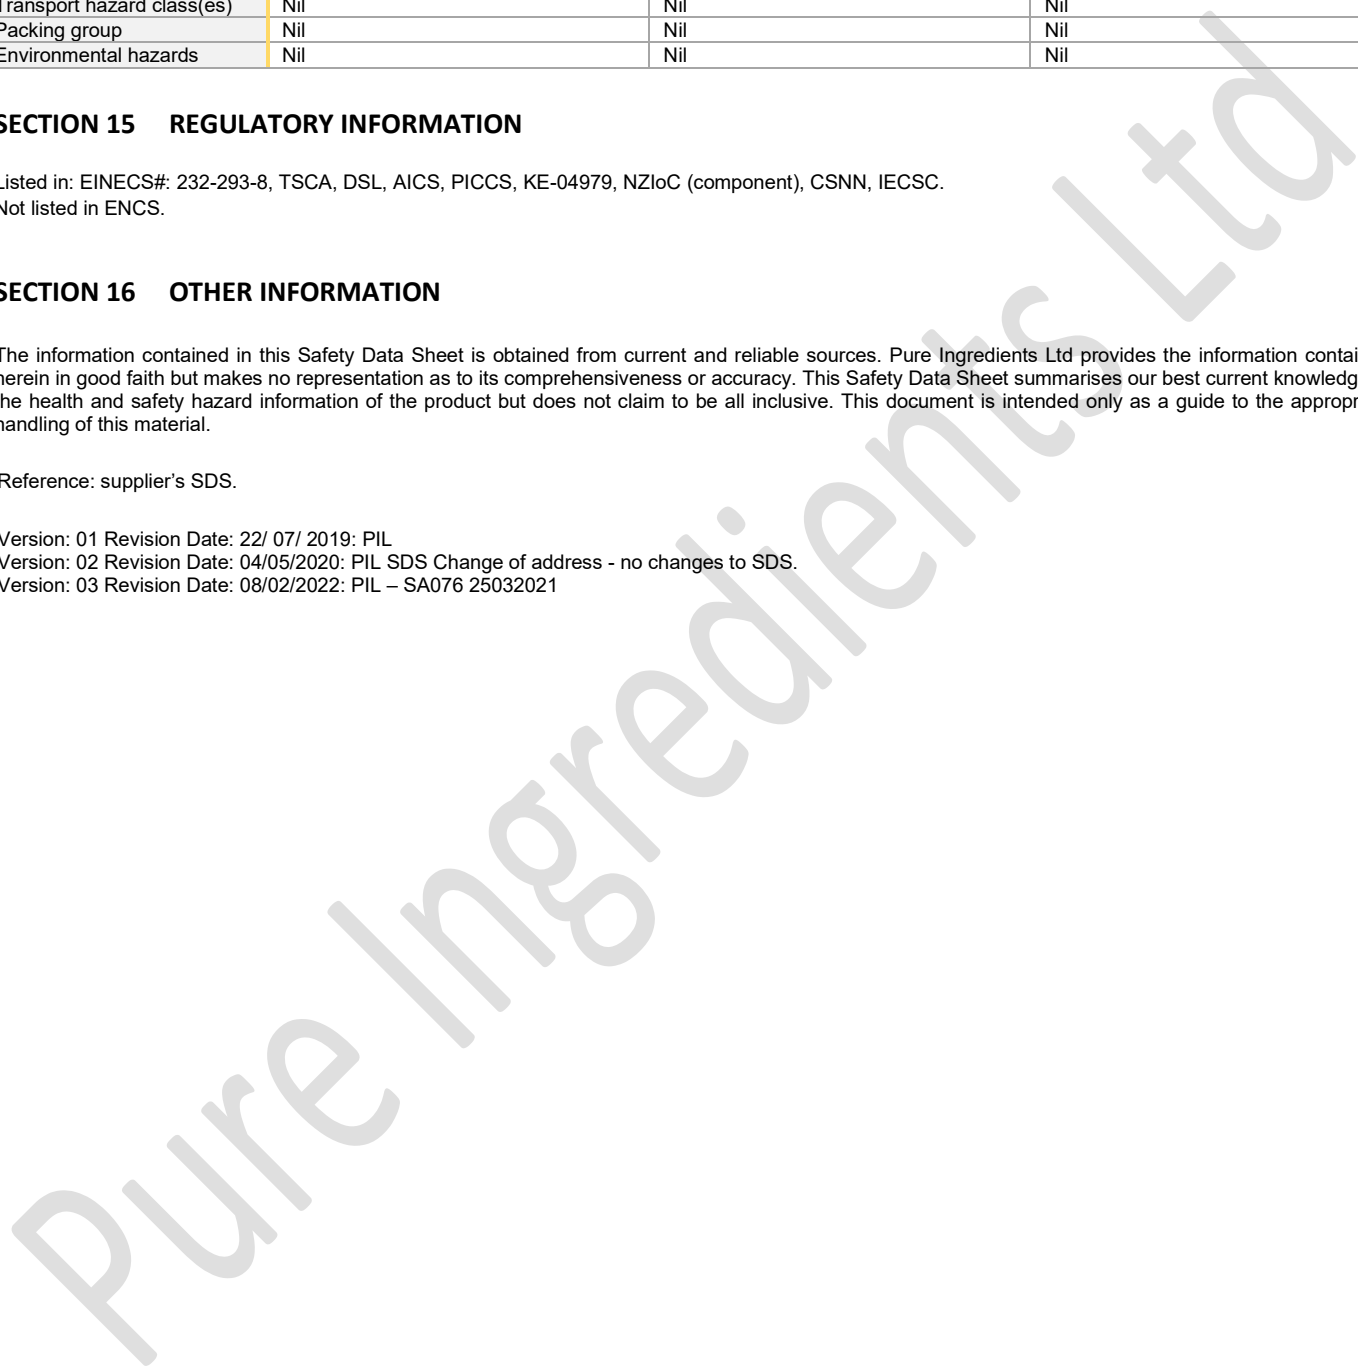 Transport hazard class(es) Nil Nil Nil
Packing group Nil Nil Nil
Environmental hazards Nil Nil Nil
SECTION 15 REGULATORY INFORMATION
Listed in: EINECS#: 232-293-8, TSCA, DSL, AICS, PICCS, KE-04979, NZIoC (component), CSNN, IECSC.
Not listed in ENCS.
SECTION 16 OTHER INFORMATION
The information contained in this Safety Data Sheet is obtained from current and reliable sources. Pure Ingredients Ltd provides the information contai
herein in good faith but makes no representation as to its comprehensiveness or accuracy. This Safety Data Sheet summarises our best current knowledg
the health and safety hazard information of the product but does not claim to be all inclusive. This document is intended only as a guide to the appropr
handling of this material.
Reference: supplier’s SDS.
Version: 01 Revision Date: 22/ 07/ 2019: PIL
Version: 02 Revision Date: 04/05/2020: PIL SDS Change of address - no changes to SDS.
Version: 03 Revision Date: 08/02/2022: PIL – SA076 25032021
Pure Ingredients Ltd